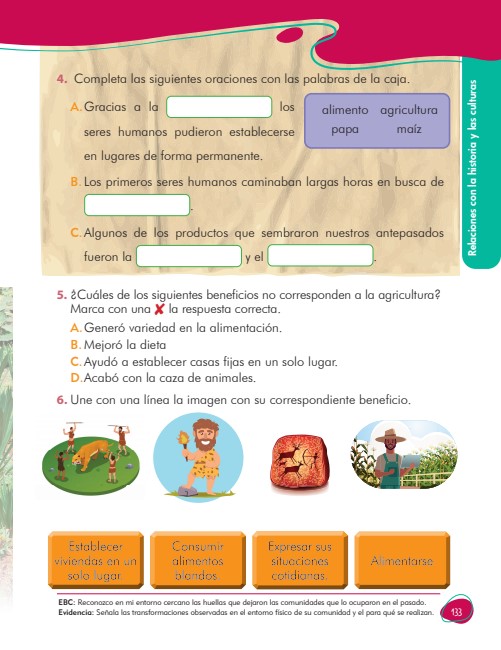 4. Completa las siguientes oraciones con las palabras de la caja.
A. Gracias a la los
seres humanos pudieron establecerse
en lugares de forma permanente.
alimento agricultura
papa maíz
B. Los primeros seres humanos caminaban largas horas en busca de
.
C. Algunos de los productos que sembraron nuestros antepasados
fueron la y el .
Relaciones con la historia y las culturas
5. ¿Cuáles de los siguientes beneficios no corresponden a la agricultura?
Marca con una ✘ la respuesta correcta.
A. Generó variedad en la alimentación.
B. Mejoró la dieta
C. Ayudó a establecer casas fijas en un solo lugar.
D. Acabó con la caza de animales.
6. Une con una línea la imagen con su correspondiente beneficio.
Establecer
viviendas en un
solo lugar.
Consumir
alimentos
blandos.
Expresar sus
situaciones
cotidianas.
Alimentarse
EBC: Reconozco en mi entorno cercano las huellas que dejaron las comunidades que lo ocuparon en el pasado.
Evidencia: Señala las transformaciones observadas en el entorno físico de su comunidad y el para qué se realizan.
133